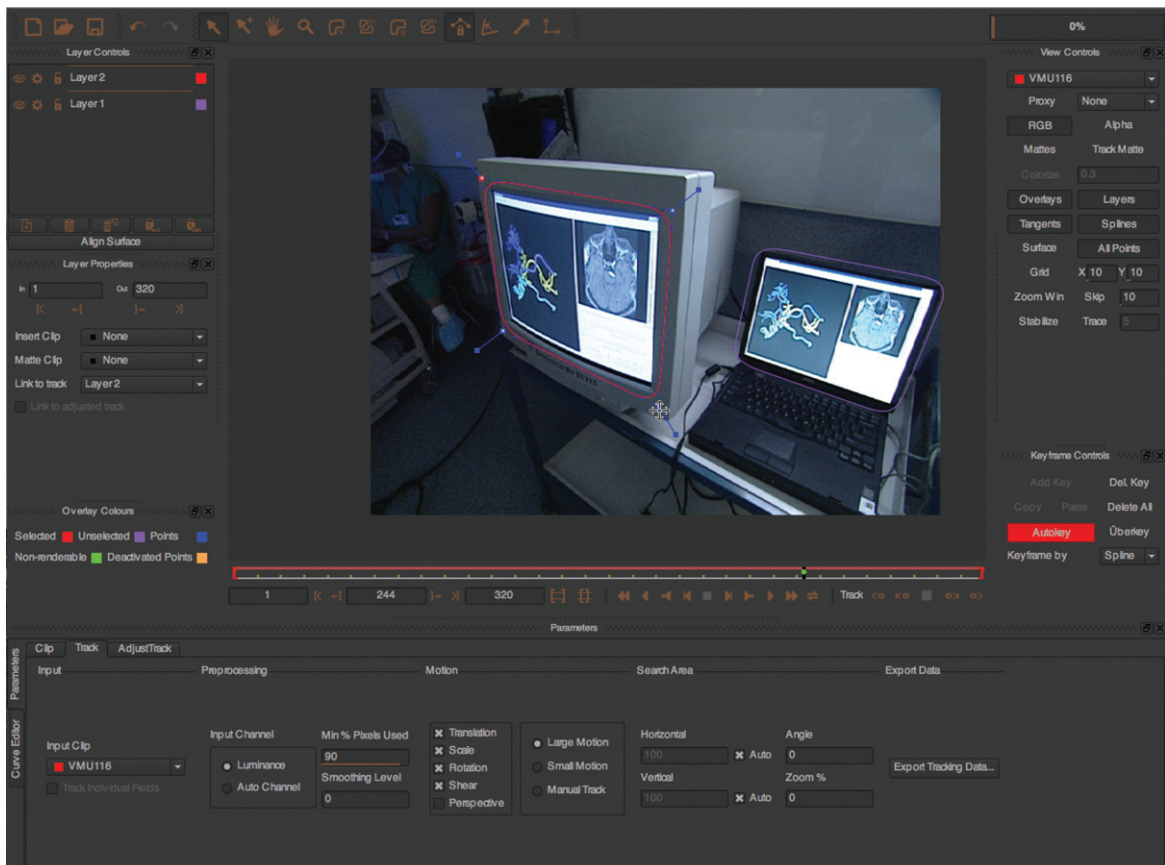 0%
Layer Controls
View Controls
Layer 2
Layer 1
VMU116
Proxy None
RGB Alpha
Mattes Track Matte
Colorize 0.3
Overlays Layers
Tangents Splines
Surface All Points
Grid X 10 Y 10
Zoom Win Skip 10
Stabilize Trace 5
Align Surface
Layer Properties
In 1 Out 320
Insert Clip None
Matte Clip None
Link to track Layer 2
Link to adjusted track
Overlay Colours
Selected Unselected Points
Non-renderable Deactivated Points
Keyframe Controls
Add Key Del. Key
Copy Paste Delete All
Autokey Überkey
Keyframe by Spline
1 244 320 Track
Parameters
Parameters
Curve Editor
Clip Track AdjustTrack
Input Preprocessing Motion Search Area Export Data
Input Clip
VMU116
Track Individual Fields
Input Channel
Luminance
Auto Channel
Min % Pixels Used
90
Smoothing Level
0
Translation
Scale
Rotation
Shear
Perspective
Large Motion
Small Motion
Manual Track
Horizontal
100 Auto
Vertical
100 Auto
Angle
0
Zoom %
0
Export Tracking Data...